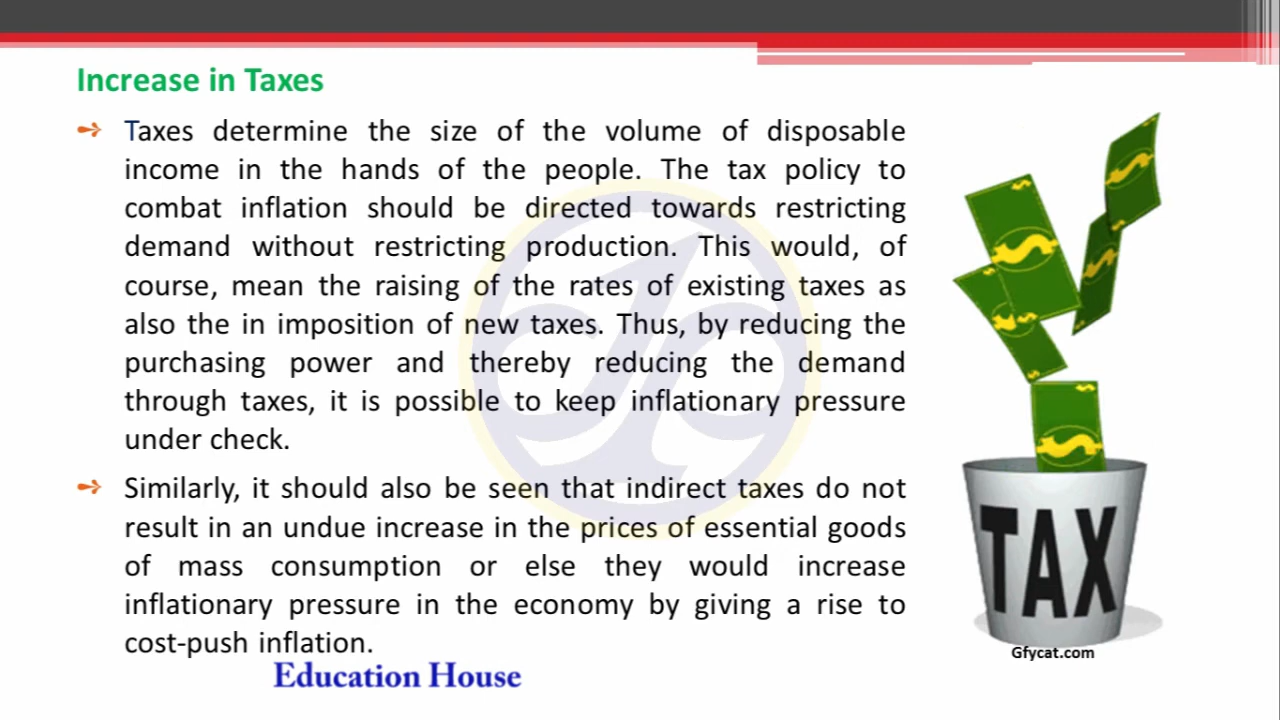 Increase in Taxes
➻ Taxes determine the size of the volume of disposable
income in the hands of the people. The tax policy to
combat inflation should be directed towards restricting
demand without restricting production. This would, of
course, mean the raising of the rates of existing taxes as
also the in imposition of new taxes. Thus, by reducing the
purchasing power and thereby reducing the demand
through taxes, it is possible to keep inflationary pressure
under check.
➻ Similarly, it should also be seen that indirect taxes do not
result in an undue increase in the prices of essential goods
of mass consumption or else they would increase
inflationary pressure in the economy by giving a rise to
cost-push inflation.
TAX
Gfycat.com
Education House